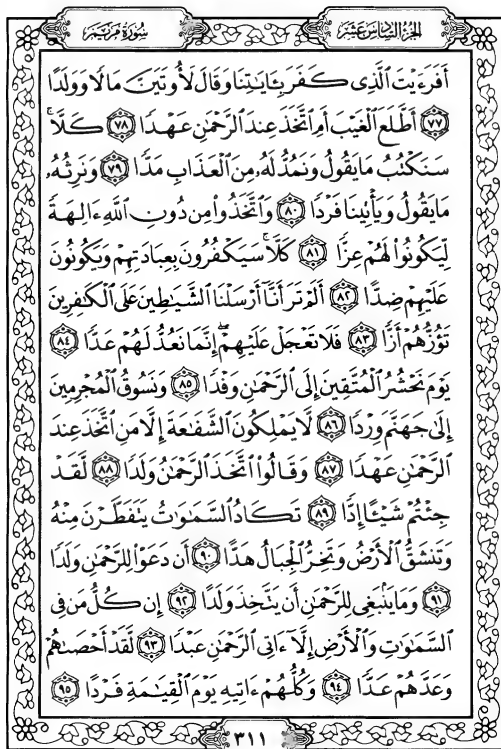 الجزء السادس عشر
سورة مريم
أَفَرَءَيْتَ ٱلَّذِى كَفَرَ بِـَٔايَٰتِنَا وَقَالَ لَأُوتَيَنَّ مَالًا وَوَلَدًا
٧٧ أَطَّلَعَ ٱلْغَيْبَ أَمِ ٱتَّخَذَ عِندَ ٱلرَّحْمَٰنِ عَهْدًا ٧٨ كَلَّا ۚ
سَنَكْتُبُ مَا يَقُولُ وَنَمُدُّ لَهُۥ مِنَ ٱلْعَذَابِ مَدًّا ٧٩ وَنَرِثُهُۥ
مَا يَقُولُ وَيَأْتِينَا فَرْدًا ٨٠ وَٱتَّخَذُوا۟ مِن دُونِ ٱللَّهِ ءَالِهَةً
لِّيَكُونُوا۟ لَهُمْ عِزًّا ٨١ كَلَّا ۚ سَيَكْفُرُونَ بِعِبَادَتِهِمْ وَيَكُونُونَ
عَلَيْهِمْ ضِدًّا ٨٢ أَلَمْ تَرَ أَنَّآ أَرْسَلْنَا ٱلشَّيَٰطِينَ عَلَى ٱلْكَٰفِرِينَ
تَؤُزُّهُمْ أَزًّا ٨٣ فَلَا تَعْجَلْ عَلَيْهِمْ ۖ إِنَّمَا نَعُدُّ لَهُمْ عَدًّا ٨٤
يَوْمَ نَحْشُرُ ٱلْمُتَّقِينَ إِلَى ٱلرَّحْمَٰنِ وَفْدًا ٨٥ وَنَسُوقُ ٱلْمُجْرِمِينَ
إِلَىٰ جَهَنَّمَ وِرْدًا ٨٦ لَّا يَمْلِكُونَ ٱلشَّفَٰعَةَ إِلَّا مَنِ ٱتَّخَذَ عِندَ
ٱلرَّحْمَٰنِ عَهْدًا ٨٧ وَقَالُوا۟ ٱتَّخَذَ ٱلرَّحْمَٰنُ وَلَدًا ٨٨ لَّقَدْ
جِئْتُمْ شَيْـًٔا إِدًّا ٨٩ تَكَادُ ٱلسَّمَٰوَٰتُ يَتَفَطَّرْنَ مِنْهُ
وَتَنشَقُّ ٱلْأَرْضُ وَتَخِرُّ ٱلْجِبَالُ هَدًّا ٩٠ أَن دَعَوْا۟ لِلرَّحْمَٰنِ وَلَدًا
٩١ وَمَا يَنۢبَغِى لِلرَّحْمَٰنِ أَن يَتَّخِذَ وَلَدًا ٩٢ إِن كُلُّ مَن فِى
ٱلسَّمَٰوَٰتِ وَٱلْأَرْضِ إِلَّآ ءَاتِى ٱلرَّحْمَٰنِ عَبْدًا ٩٣ لَّقَدْ أَحْصَىٰهُمْ
وَعَدَّهُمْ عَدًّا ٩٤ وَكُلُّهُمْ ءَاتِيهِ يَوْمَ ٱلْقِيَٰمَةِ فَرْدًا ٩٥
٣١١